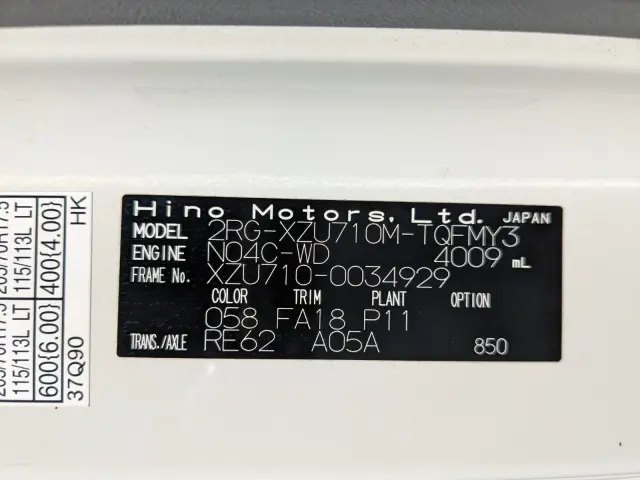 Hino Motors, Ltd. JAPAN
MODEL 2RG-XZU710M-TQFMY3
ENGINE N04C-WD 4009 mL
FRAME No. XZU710-0034929
COLOR TRIM PLANT OPTION
058 FA18 P11
TRANS./AXLE RE62 A05A 850
115/113L LT 115/113L LT
600{6.00} 400{4.00}
37Q90 HK